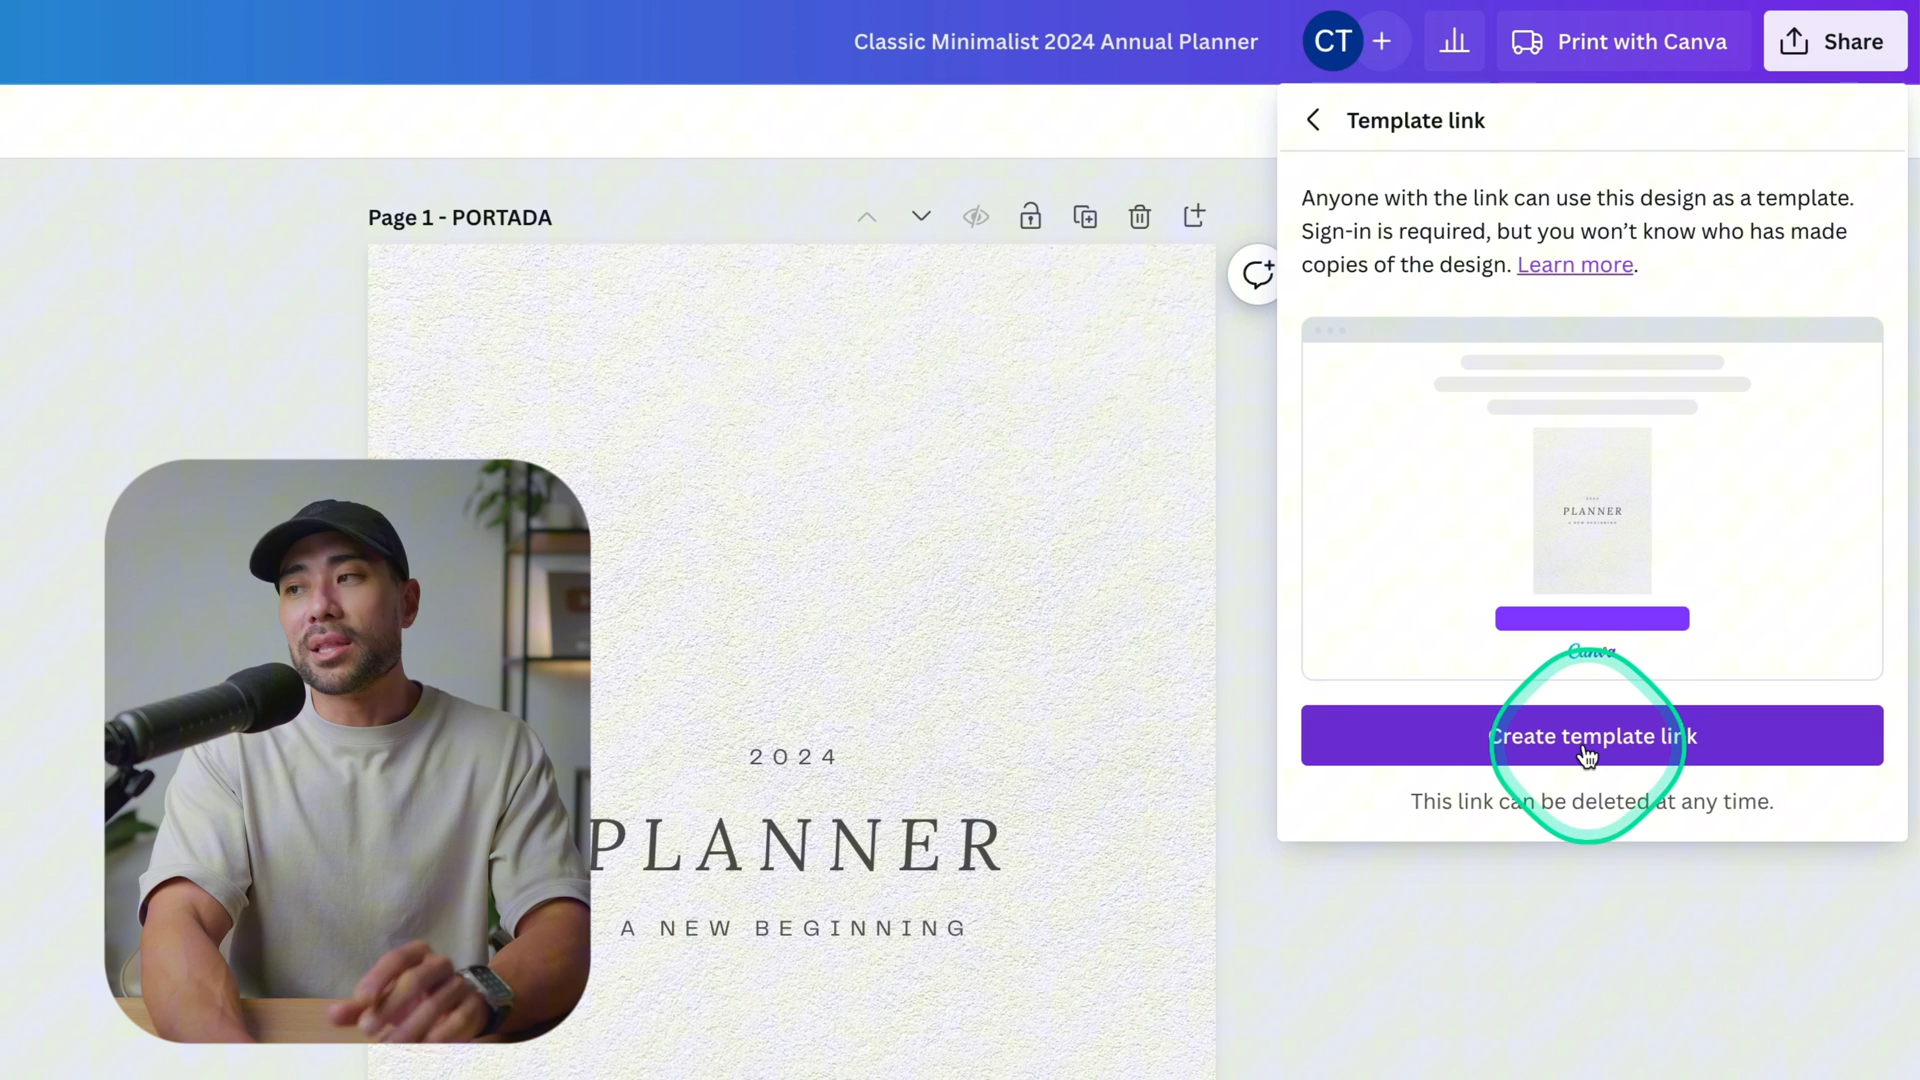 Classic Minimalist 2024 Annual Planner
CT
Print with Canva
Share
Template link
Anyone with the link can use this design as a template.
Sign-in is required, but you won’t know who has made
copies of the design. Learn more.
Page 1 - PORTADA
PLANNER
A NEW BEGINNING
Canva
Create template link
This link can be deleted at any time.
2024
PLANNER
A NEW BEGINNING